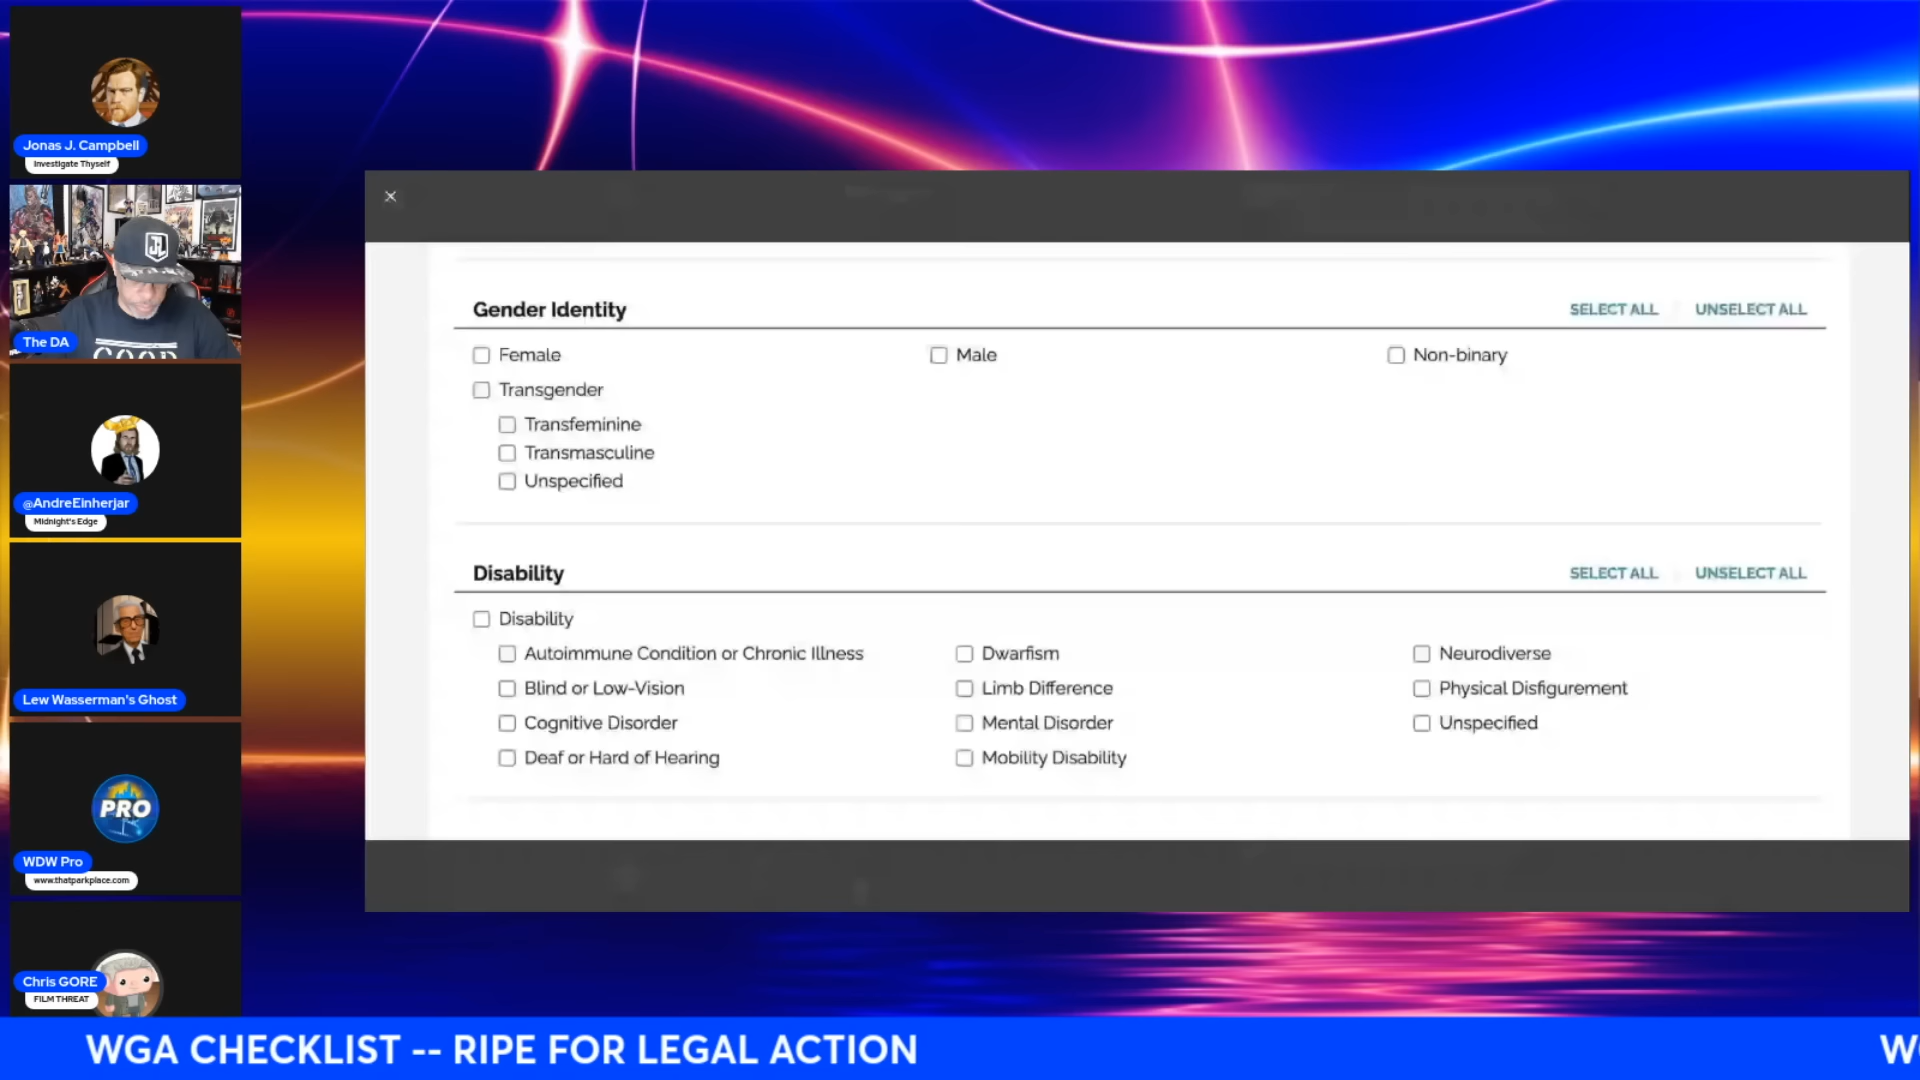 Jonas J. Campbell
Investigate Thyself
The DA
@AndreEinherjar
Midnight's Edge
Lew Wasserman's Ghost
PRO
WDW Pro
www.thatparkplace.com
Chris GORE
FILM THREAT
Gender Identity
SELECT ALL UNSELECT ALL
Female Male Non-binary
Transgender
Transfeminine
Transmasculine
Unspecified
Disability
SELECT ALL UNSELECT ALL
Disability
Autoimmune Condition or Chronic Illness Dwarfism Neurodiverse
Blind or Low-Vision Limb Difference Physical Disfigurement
Cognitive Disorder Mental Disorder Unspecified
Deaf or Hard of Hearing Mobility Disability
WGA CHECKLIST -- RIPE FOR LEGAL ACTION